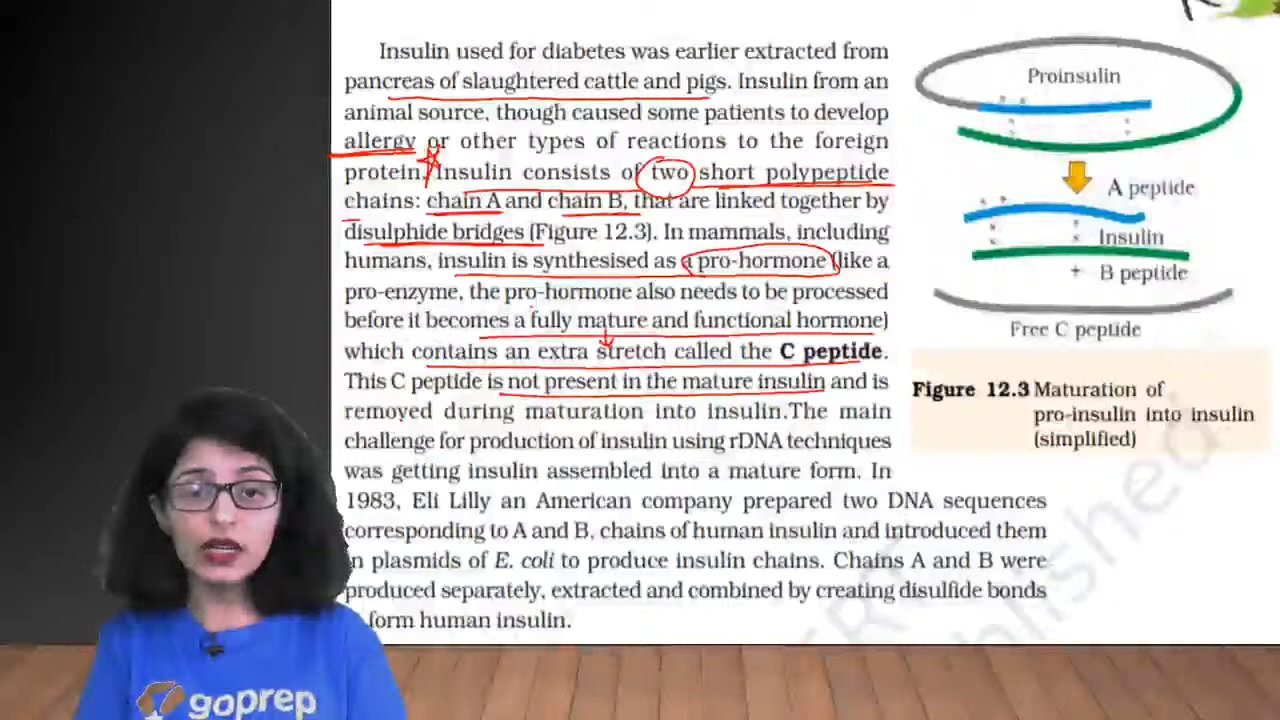 Insulin used for diabetes was earlier extracted from
pancreas of slaughtered cattle and pigs. Insulin from an
animal source, though caused some patients to develop
allergy or other types of reactions to the foreign
protein. Insulin consists of two short polypeptide
chains: chain A and chain B, that are linked together by
disulphide bridges (Figure 12.3). In mammals, including
humans, insulin is synthesised as a pro-hormone (like a
pro-enzyme, the pro-hormone also needs to be processed
before it becomes a fully mature and functional hormone)
which contains an extra stretch called the C peptide.
This C peptide is not present in the mature insulin and is
removed during maturation into insulin.The main
challenge for production of insulin using rDNA techniques
was getting insulin assembled into a mature form. In
1983, Eli Lilly an American company prepared two DNA sequences
corresponding to A and B, chains of human insulin and introduced them
n plasmids of E. coli to produce insulin chains. Chains A and B were
produced separately, extracted and combined by creating disulfide bonds
form human insulin.
Proinsulin
A peptide
Insulin
+ B peptide
Free C peptide
Figure 12.3 Maturation of
pro-insulin into insulin
(simplified)
goprep